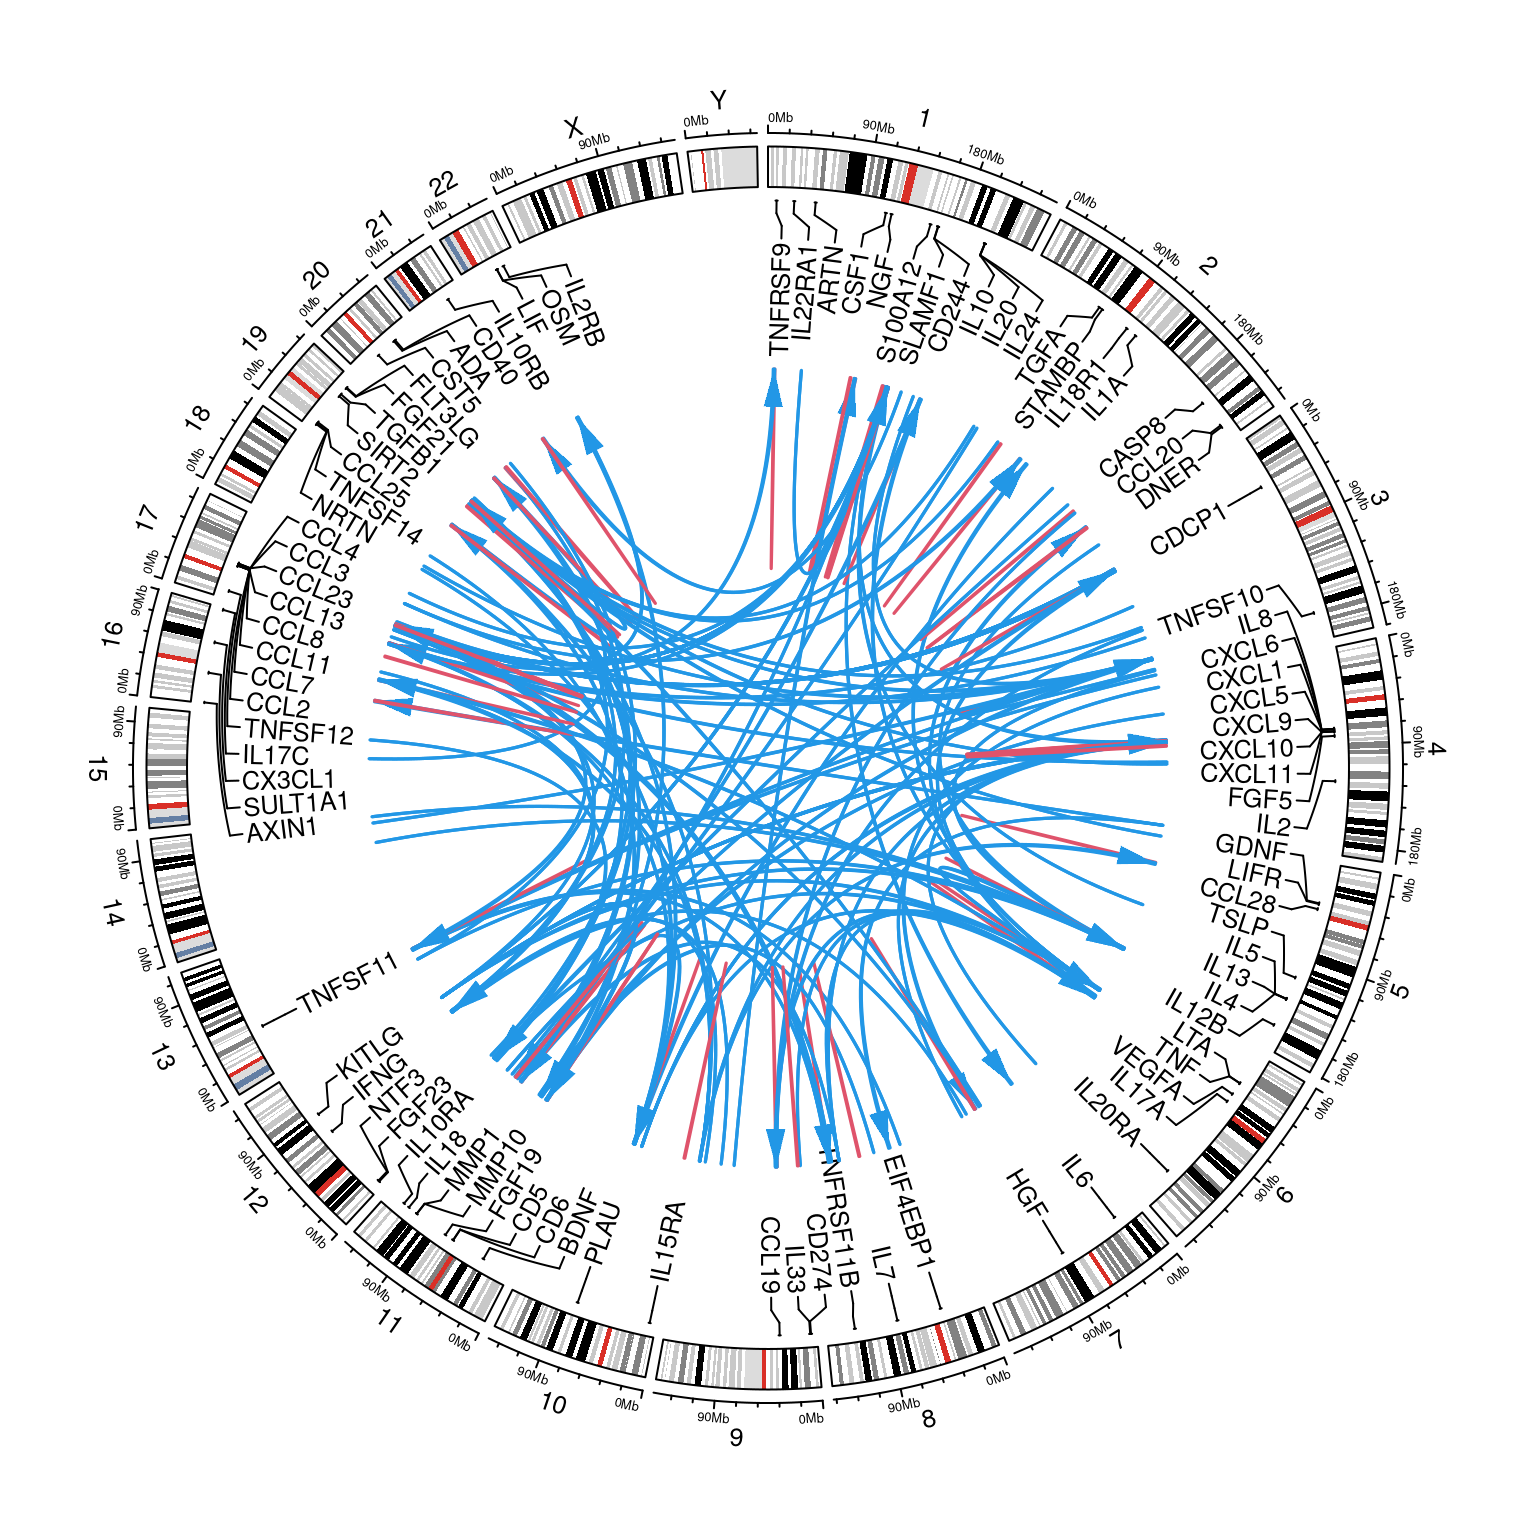 1
0Mb
90Mb
180Mb
2
0Mb
90Mb
180Mb
3
0Mb
90Mb
180Mb
4
0Mb
90Mb
180Mb
5
0Mb
90Mb
180Mb
6
0Mb
90Mb
7
0Mb
90Mb
8
0Mb
90Mb
9
0Mb
90Mb
10
0Mb
90Mb
11
0Mb
90Mb
12
0Mb
90Mb
13
0Mb
90Mb
14
0Mb
90Mb
15
0Mb
90Mb
16
0Mb
90Mb
17
0Mb
18
0Mb
19
0Mb
20
0Mb
21
0Mb
22
0Mb
X
0Mb
90Mb
Y
0Mb
TNFRSF9
IL22RA1
ARTN
CSF1
NGF
S100A12
SLAMF1
CD244
IL10
IL20
IL24
TGFA
STAMBP
IL18R1
IL1A
CASP8
CCL20
DNER
CDCP1
TNFSF10
IL8
CXCL6
CXCL1
CXCL5
CXCL9
CXCL10
CXCL11
FGF5
IL2
GDNF
LIFR
CCL28
TSLP
IL5
IL13
IL4
IL12B
LTA
TNF
VEGFA
IL17A
IL20RA
IL6
HGF
EIF4EBP1
IL7
TNFRSF11B
CD274
IL33
CCL19
IL15RA
PLAU
BDNF
CD6
CD5
FGF19
MMP10
MMP1
IL18
IL10RA
FGF23
NTF3
IFNG
KITLG
TNFSF11
AXIN1
SULT1A1
CX3CL1
IL17C
TNFSF12
CCL2
CCL7
CCL11
CCL8
CCL13
CCL23
CCL3
CCL4
NRTN
TNFSF14
CCL25
SIRT2
TGFB1
FGF21
FLT3LG
CST5
ADA
CD40
IL10RB
LIF
OSM
IL2RB